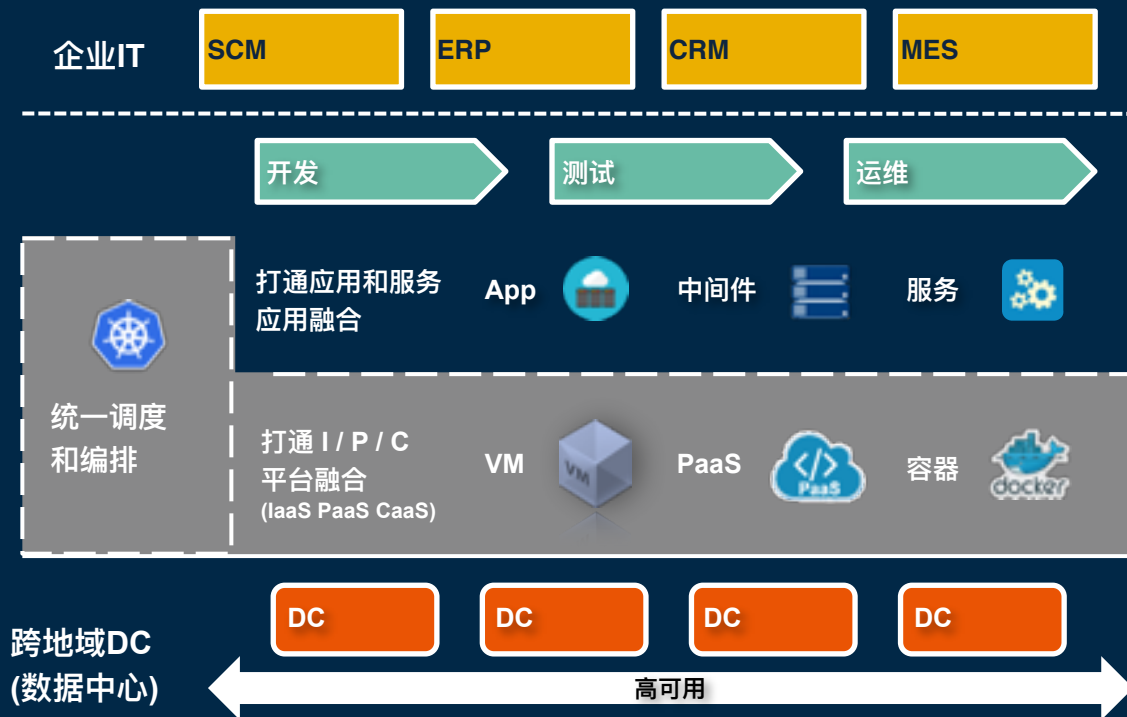 企业IT
SCM
ERP
CRM
MES
开发
测试
运维
打通应用和服务
应用融合
App
中间件
服务
统一调度
和编排
打通 I / P / C
平台融合
(IaaS PaaS CaaS)
VM
VM
PaaS
</>
PaaS
容器
docker
DC
DC
DC
DC
跨地域DC
(数据中心)
高可用